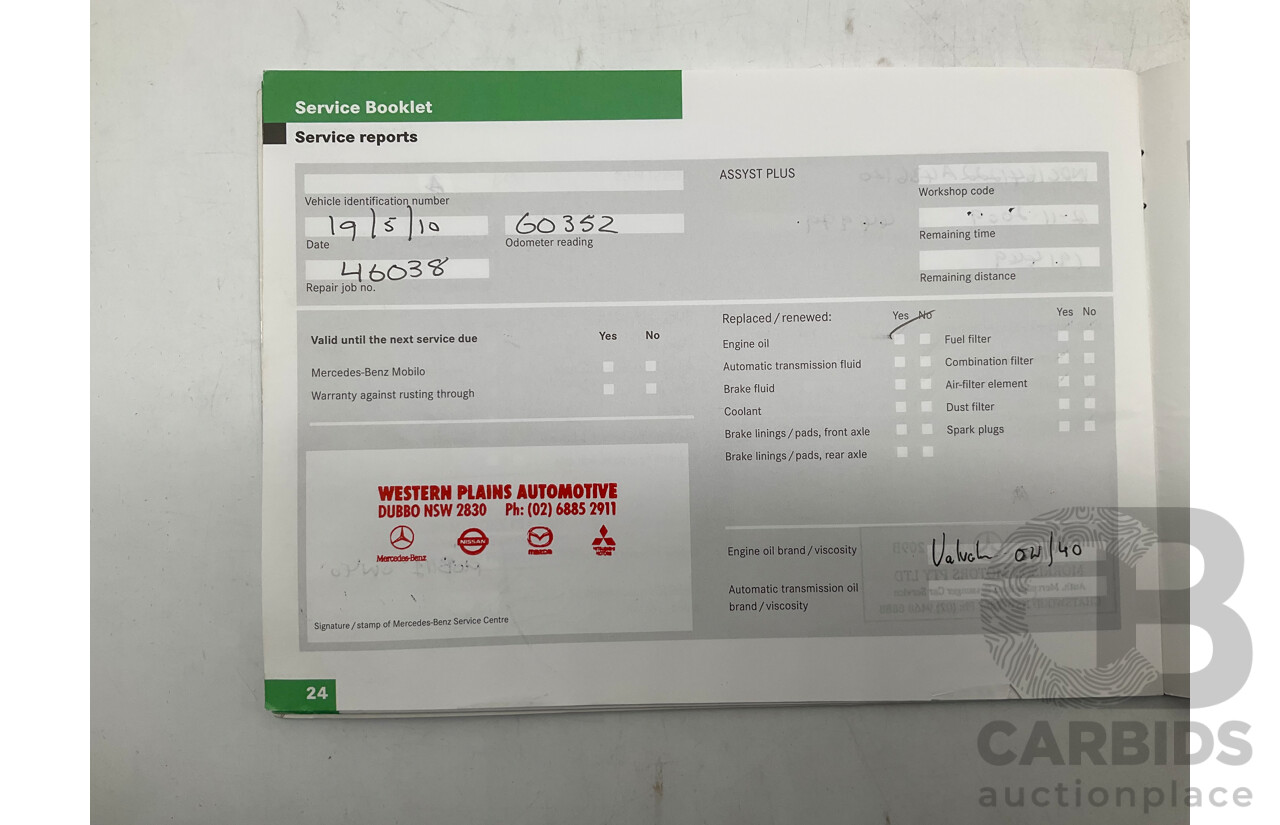 Service Booklet
Service reports
Vehicle identification number
19/5/10
Date
60352
Odometer reading
46038
Repair job no.
ASSYST PLUS
Workshop code
Remaining time
Remaining distance
Valid until the next service due Yes No
Mercedes-Benz Mobilo
Warranty against rusting through
Replaced / renewed: Yes No
Engine oil
Automatic transmission fluid
Brake fluid
Coolant
Brake linings / pads, front axle
Brake linings / pads, rear axle
Yes No
Fuel filter
Combination filter
Air-filter element
Dust filter
Spark plugs
WESTERN PLAINS AUTOMOTIVE
DUBBO NSW 2830 Ph: (02) 6885 2911
Mercedes-Benz NISSAN mazda MITSUBISHI MOTORS
Signature / stamp of Mercedes-Benz Service Centre
Engine oil brand / viscosity 0W/40
Automatic transmission oil
brand / viscosity
24
CB
CARBIDS
auctionplace